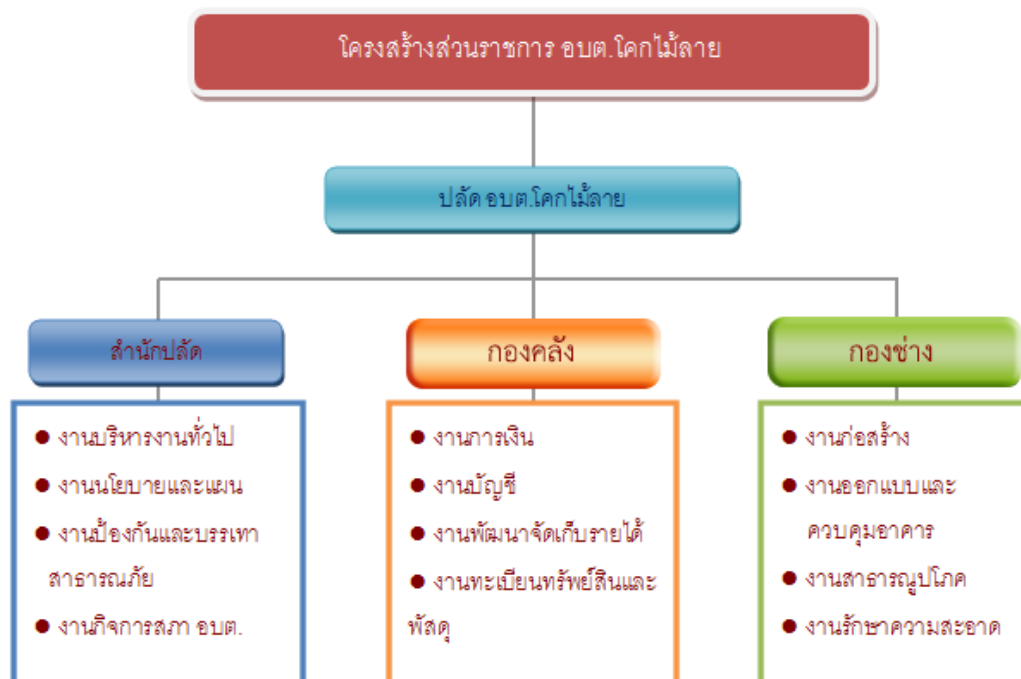 โครงสร้างส่วนราชการ อบต.โคกไม้ลาย
ปลัด อบต.โคกไม้ลาย
สำนักปลัด
● งานบริหารงานทั่วไป
● งานนโยบายและแผน
● งานป้องกันและบรรเทา
สาธารณภัย
● งานกิจการสภา อบต.
กองคลัง
● งานการเงิน
● งานบัญชี
● งานพัฒนาจัดเก็บรายได้
● งานทะเบียนทรัพย์สินและ
พัสดุ
กองช่าง
● งานก่อสร้าง
● งานออกแบบและ
ควบคุมอาคาร
● งานสาธารณูปโภค
● งานรักษาความสะอาด